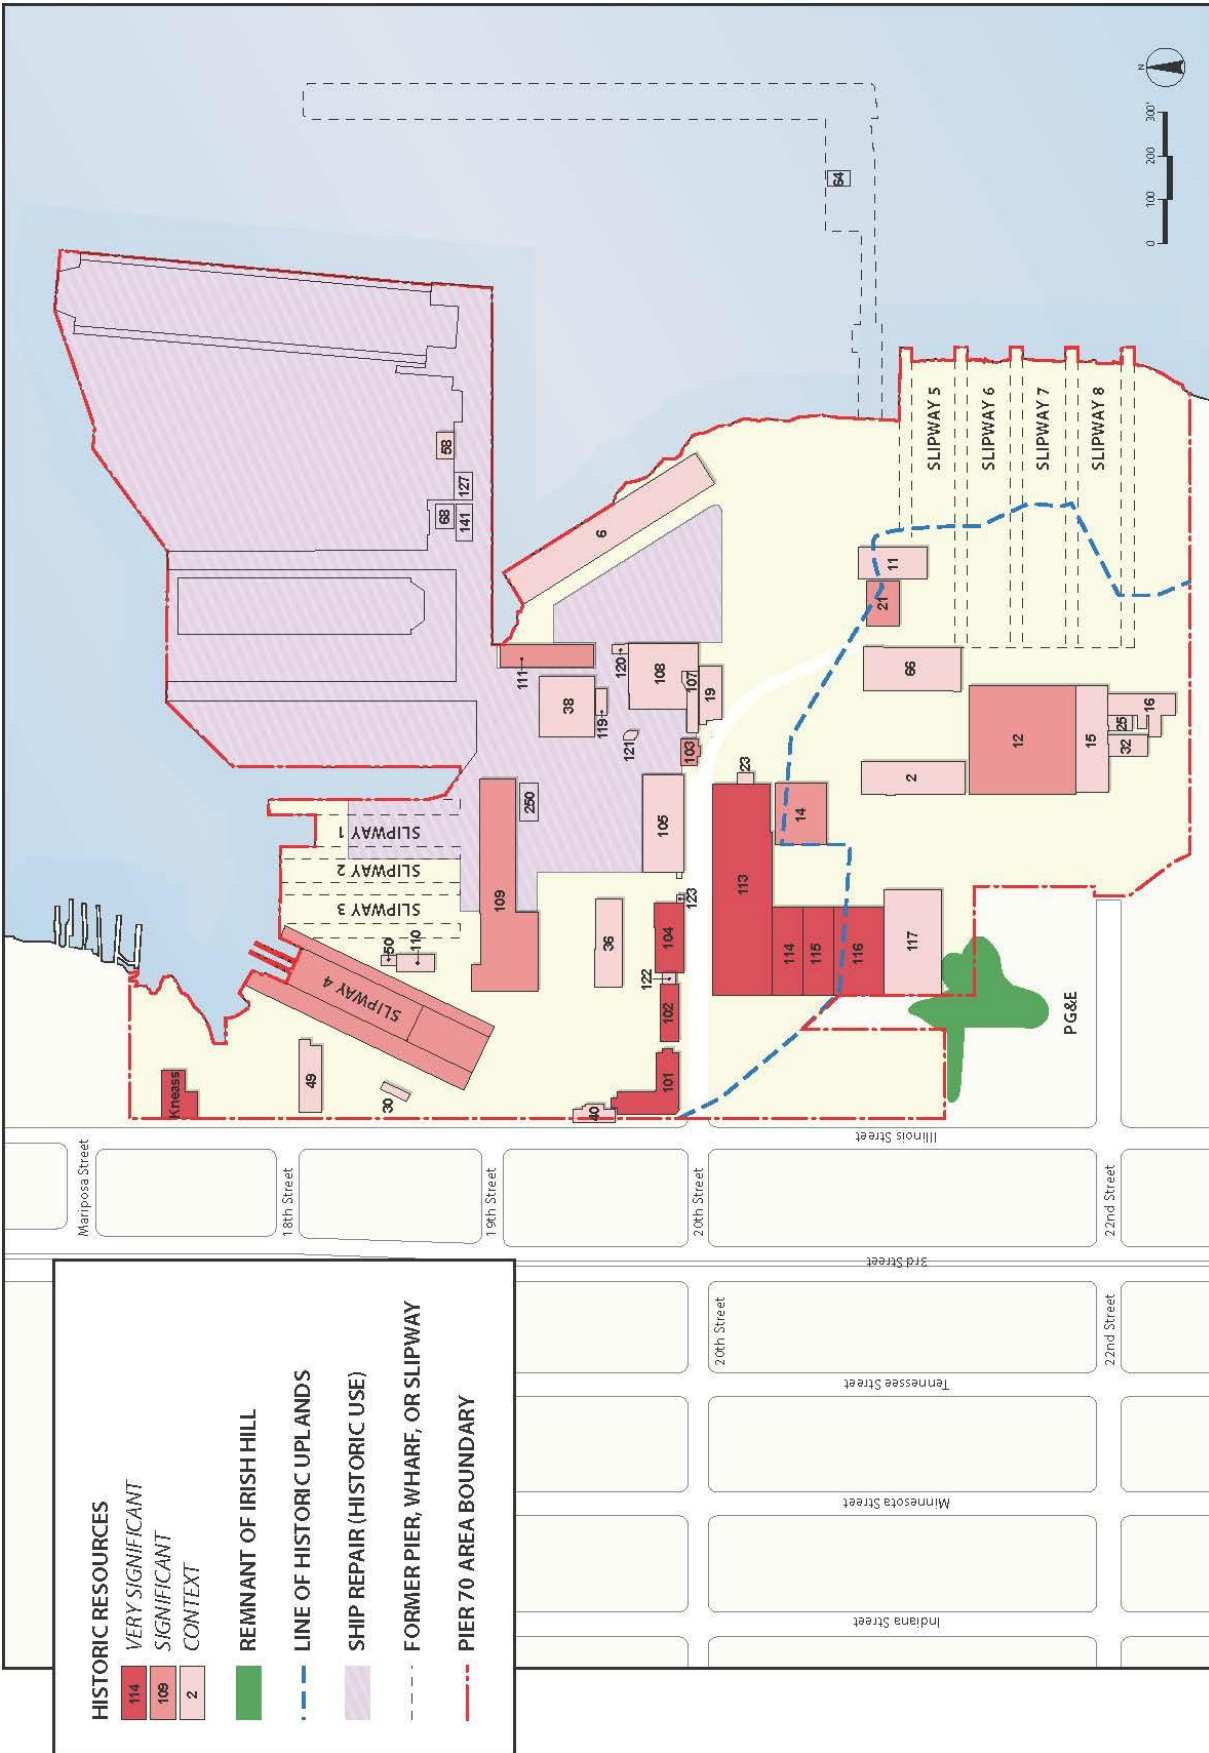 HISTORIC RESOURCES
114 VERY SIGNIFICANT
109 SIGNIFICANT
2 CONTEXT
REMNANT OF IRISH HILL
LINE OF HISTORIC UPLANDS
SHIP REPAIR (HISTORIC USE)
FORMER PIER, WHARF, OR SLIPWAY
PIER 70 AREA BOUNDARY
Mariposa Street
18th Street
19th Street
20th Street
22nd Street
20th Street
22nd Street
Illinois Street
3rd Street
Tennessee Street
Minnesota Street
Indiana Street
Kneass
49
30
40
SLIPWAY 4
50
110
SLIPWAY 3
SLIPWAY 2
SLIPWAY 1
109
250
36
101
102
122
104
123
105
103
121
119
38
111
120
108
107
19
6
68
141
127
58
64
113
23
114
115
116
117
14
2
66
21
11
12
15
32
25
16
SLIPWAY 5
SLIPWAY 6
SLIPWAY 7
SLIPWAY 8
PG&E
N
0 100 200 300'